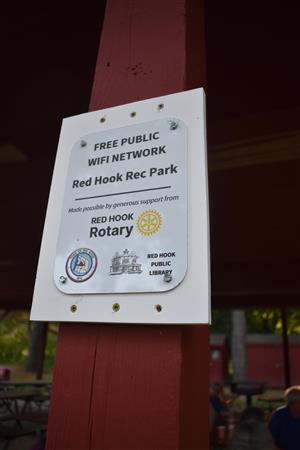 FREE PUBLIC
WIFI NETWORK
Red Hook Rec Park
Made possible by generous support from
RED HOOK
Rotary
RED HOOK
PUBLIC
LIBRARY